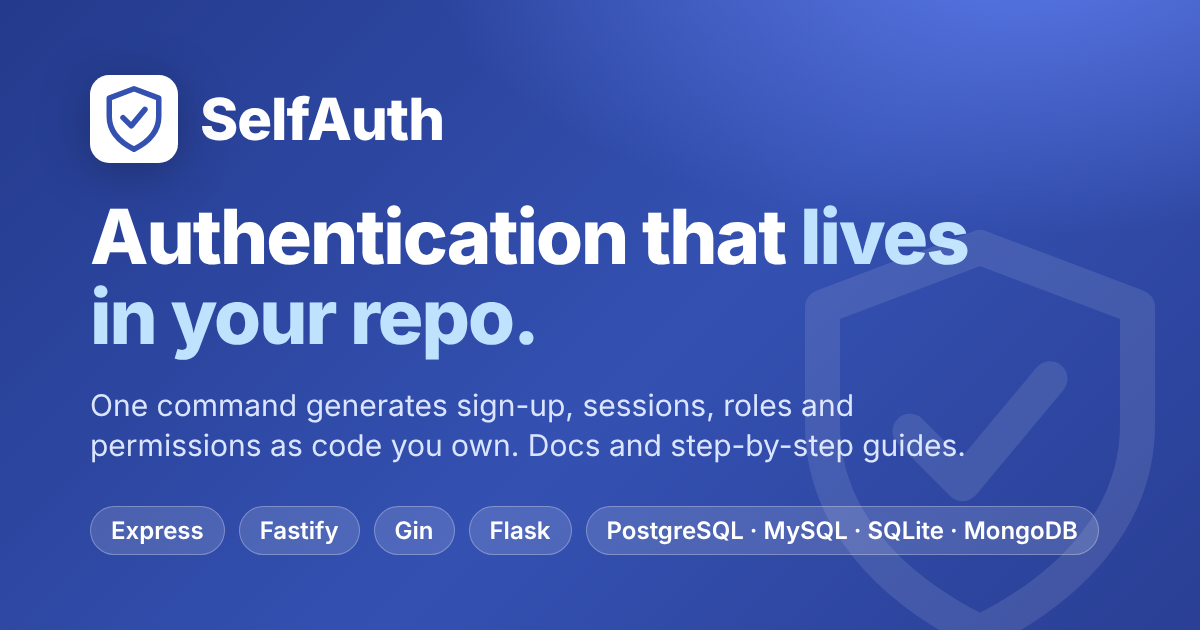 SelfAuth
Authentication that lives
in your repo.
One command generates sign-up, sessions, roles and
permissions as code you own. Docs and step-by-step guides.
Express Fastify Gin Flask PostgreSQL · MySQL · SQLite · MongoDB